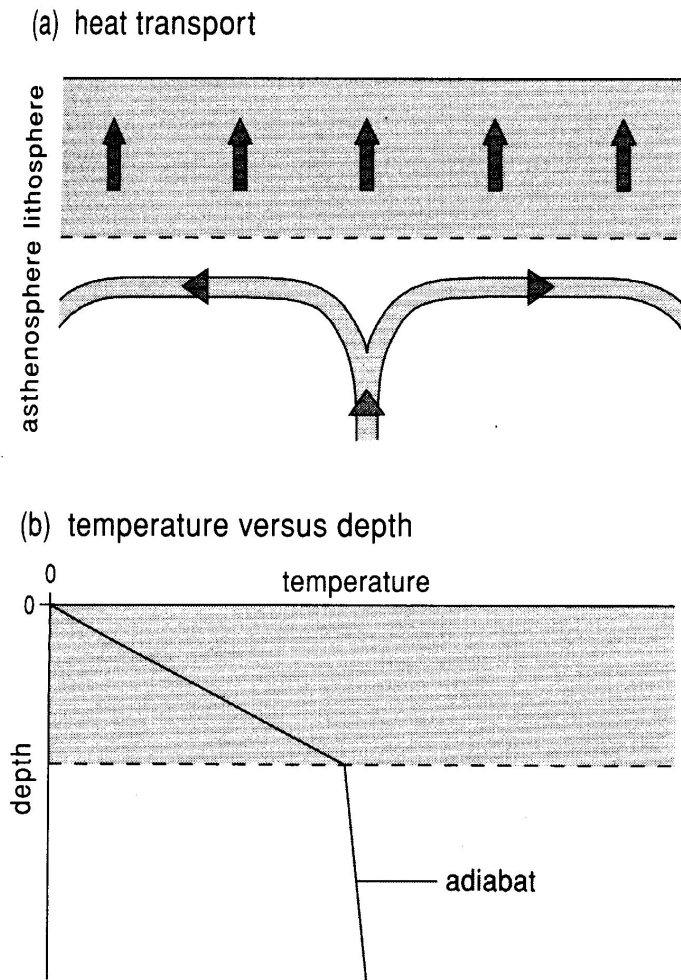 (a) heat transport
lithosphere
asthenosphere
(b) temperature versus depth
0
temperature
0
depth
adiabat